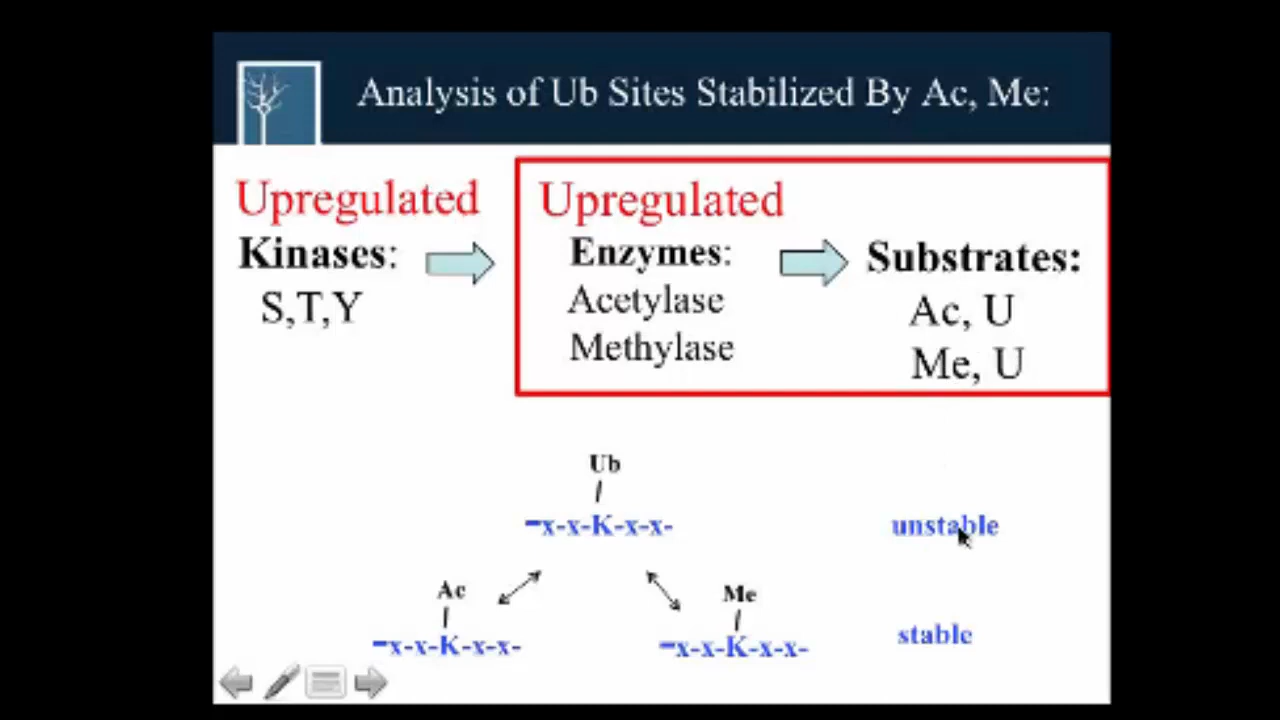 Analysis of Ub Sites Stabilized By Ac, Me:
Upregulated
Kinases:
S,T,Y
Upregulated
Enzymes:
Acetylase
Methylase
Substrates:
Ac, U
Me, U
Ub
-x-x-K-x-x-
unstable
Ac
-x-x-K-x-x-
Me
-x-x-K-x-x-
stable